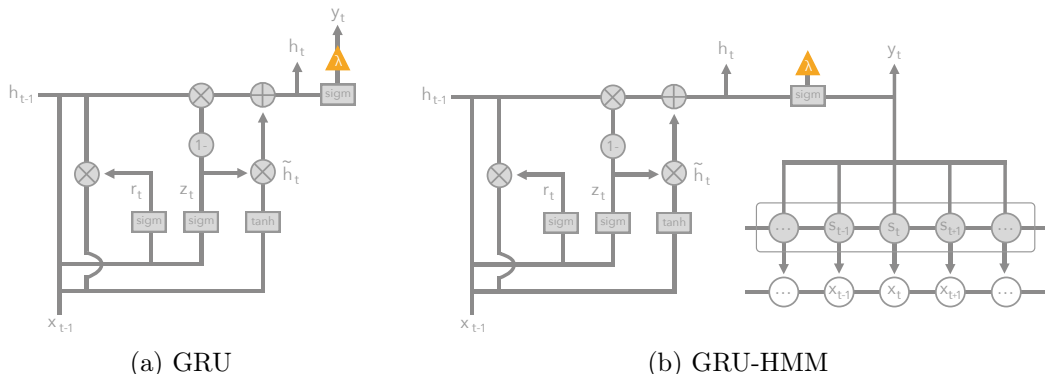 y_t
λ
h_t
h_{t-1}
sigm
1-
r_t
z_t
h̃_t
sigm
sigm
tanh
x_{t-1}
(a) GRU
h_t
λ
y_t
h_{t-1}
sigm
1-
r_t
z_t
h̃_t
sigm
sigm
tanh
... s_{t-1} s_t s_{t+1} ...
... x_{t-1} x_t x_{t+1} ...
x_{t-1}
(b) GRU-HMM